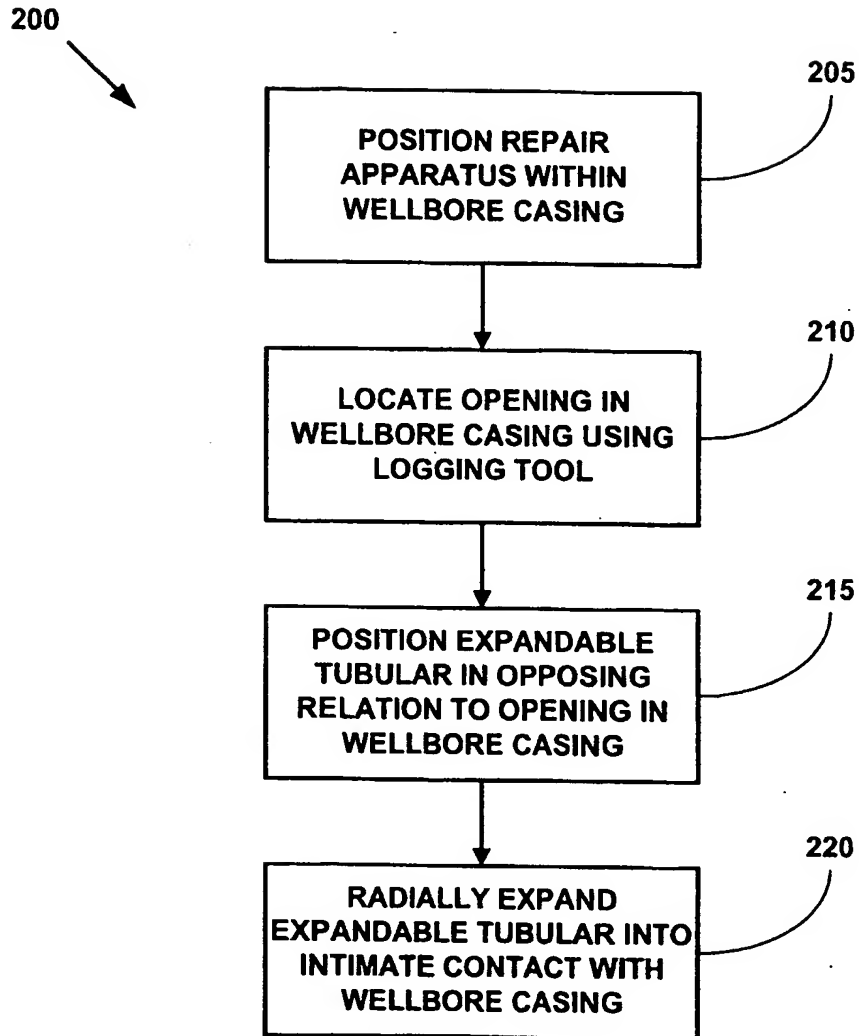 200
205
POSITION REPAIR
APPARATUS WITHIN
WELLBORE CASING
210
LOCATE OPENING IN
WELLBORE CASING USING
LOGGING TOOL
215
POSITION EXPANDABLE
TUBULAR IN OPPOSING
RELATION TO OPENING IN
WELLBORE CASING
220
RADIALLY EXPAND
EXPANDABLE TUBULAR INTO
INTIMATE CONTACT WITH
WELLBORE CASING